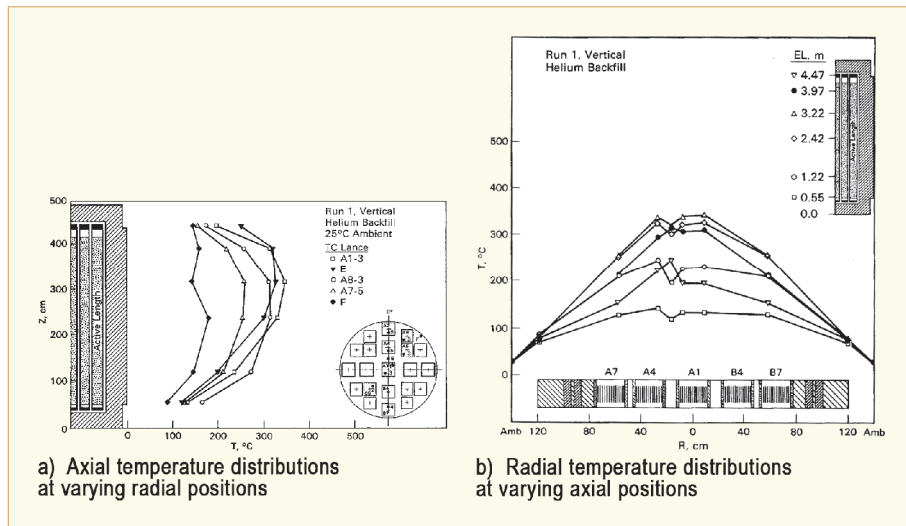 Run 1, Vertical
Helium Backfill
25°C Ambient
TC Lance
A1-3
E
A8-3
A7-5
F
500
400
300
200
100
0
Z, cm
Active Length
0°
0
100
200
300
400
500
T, °C
a) Axial temperature distributions
at varying radial positions
Run 1, Vertical
Helium Backfill
EL, m
4.47
3.97
3.22
2.42
1.22
0.55
0.0
Active Length
500
400
300
200
100
0
T, °C
A7
A4
A1
B4
B7
Amb
120
80
40
0
40
80
120
Amb
R, cm
b) Radial temperature distributions
at varying axial positions